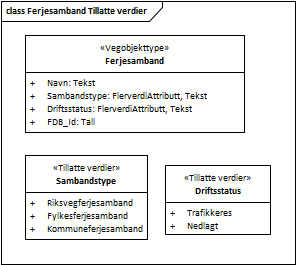 class Ferjesamband Tillatte verdier
«Vegobjekttype»
Ferjesamband
+ Navn: Tekst
+ Sambandstype: FlerverdiAttributt, Tekst
+ Driftsstatus: FlerverdiAttributt, Tekst
+ FDB_Id: Tall
«Tillatte verdier»
Sambandstype
+ Riksvegferjesamband
+ Fylkesferjesamband
+ Kommuneferjesamband
«Tillatte verdier»
Driftsstatus
+ Trafikkeres
+ Nedlagt